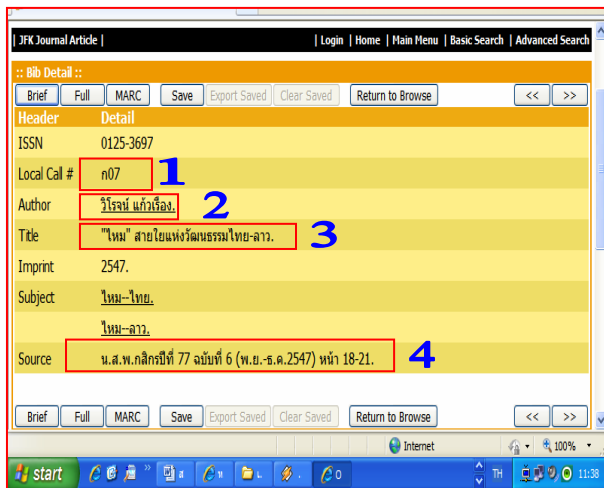 | JFK Journal Article | | Login | Home | Main Menu | Basic Search | Advanced Search
:: Bib Detail ::
Brief Full MARC Save Export Saved Clear Saved Return to Browse << >>
Header Detail
ISSN 0125-3697
Local Call # ก07 1
Author วิโรจน์ แก้วเรือง. 2
Title "ไหม" สายใยแห่งวัฒนธรรมไทย-ลาว. 3
Imprint 2547.
Subject ไหม--ไทย.
ไหม--ลาว.
Source น.ส.พ.กสิกรปีที่ 77 ฉบับที่ 6 (พ.ย.-ธ.ค.2547) หน้า 18-21. 4
Brief Full MARC Save Export Saved Clear Saved Return to Browse << >>
Internet 100%
start TH 11:38